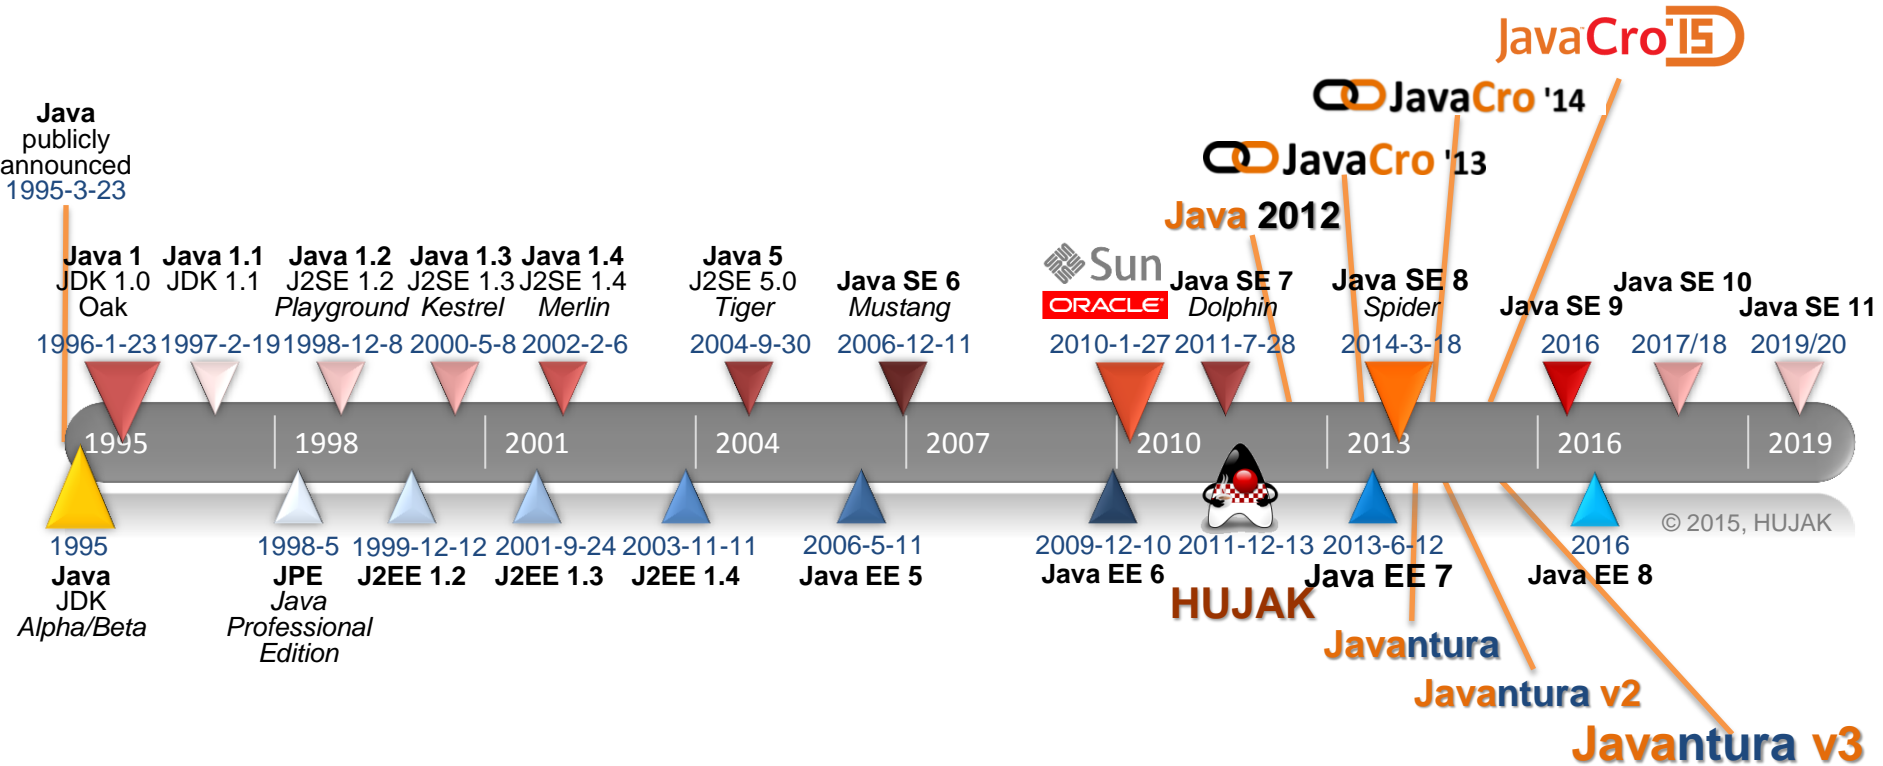 JavaCro'15
JavaCro '14
JavaCro '13
Java 2012
Java
publicly
announced
1995-3-23
Java 1
JDK 1.0
Oak
1996-1-23
Java 1.1
JDK 1.1
1997-2-19
Java 1.2
J2SE 1.2
Playground
1998-12-8
Java 1.3
J2SE 1.3
Kestrel
2000-5-8
Java 1.4
J2SE 1.4
Merlin
2002-2-6
Java 5
J2SE 5.0
Tiger
2004-9-30
Java SE 6
Mustang
2006-12-11
Sun
ORACLE
2010-1-27
Java SE 7
Dolphin
2011-7-28
Java SE 8
Spider
2014-3-18
Java SE 9
2016
Java SE 10
2017/18
Java SE 11
2019/20
1995
1998
2001
2004
2007
2010
2013
2016
2019
© 2015, HUJAK
1995
Java
JDK
Alpha/Beta
1998-5
JPE
Java
Professional
Edition
1999-12-12
J2EE 1.2
2001-9-24
J2EE 1.3
2003-11-11
J2EE 1.4
2006-5-11
Java EE 5
2009-12-10
Java EE 6
2011-12-13
HUJAK
2013-6-12
Java EE 7
2016
Java EE 8
Javantura
Javantura v2
Javantura v3